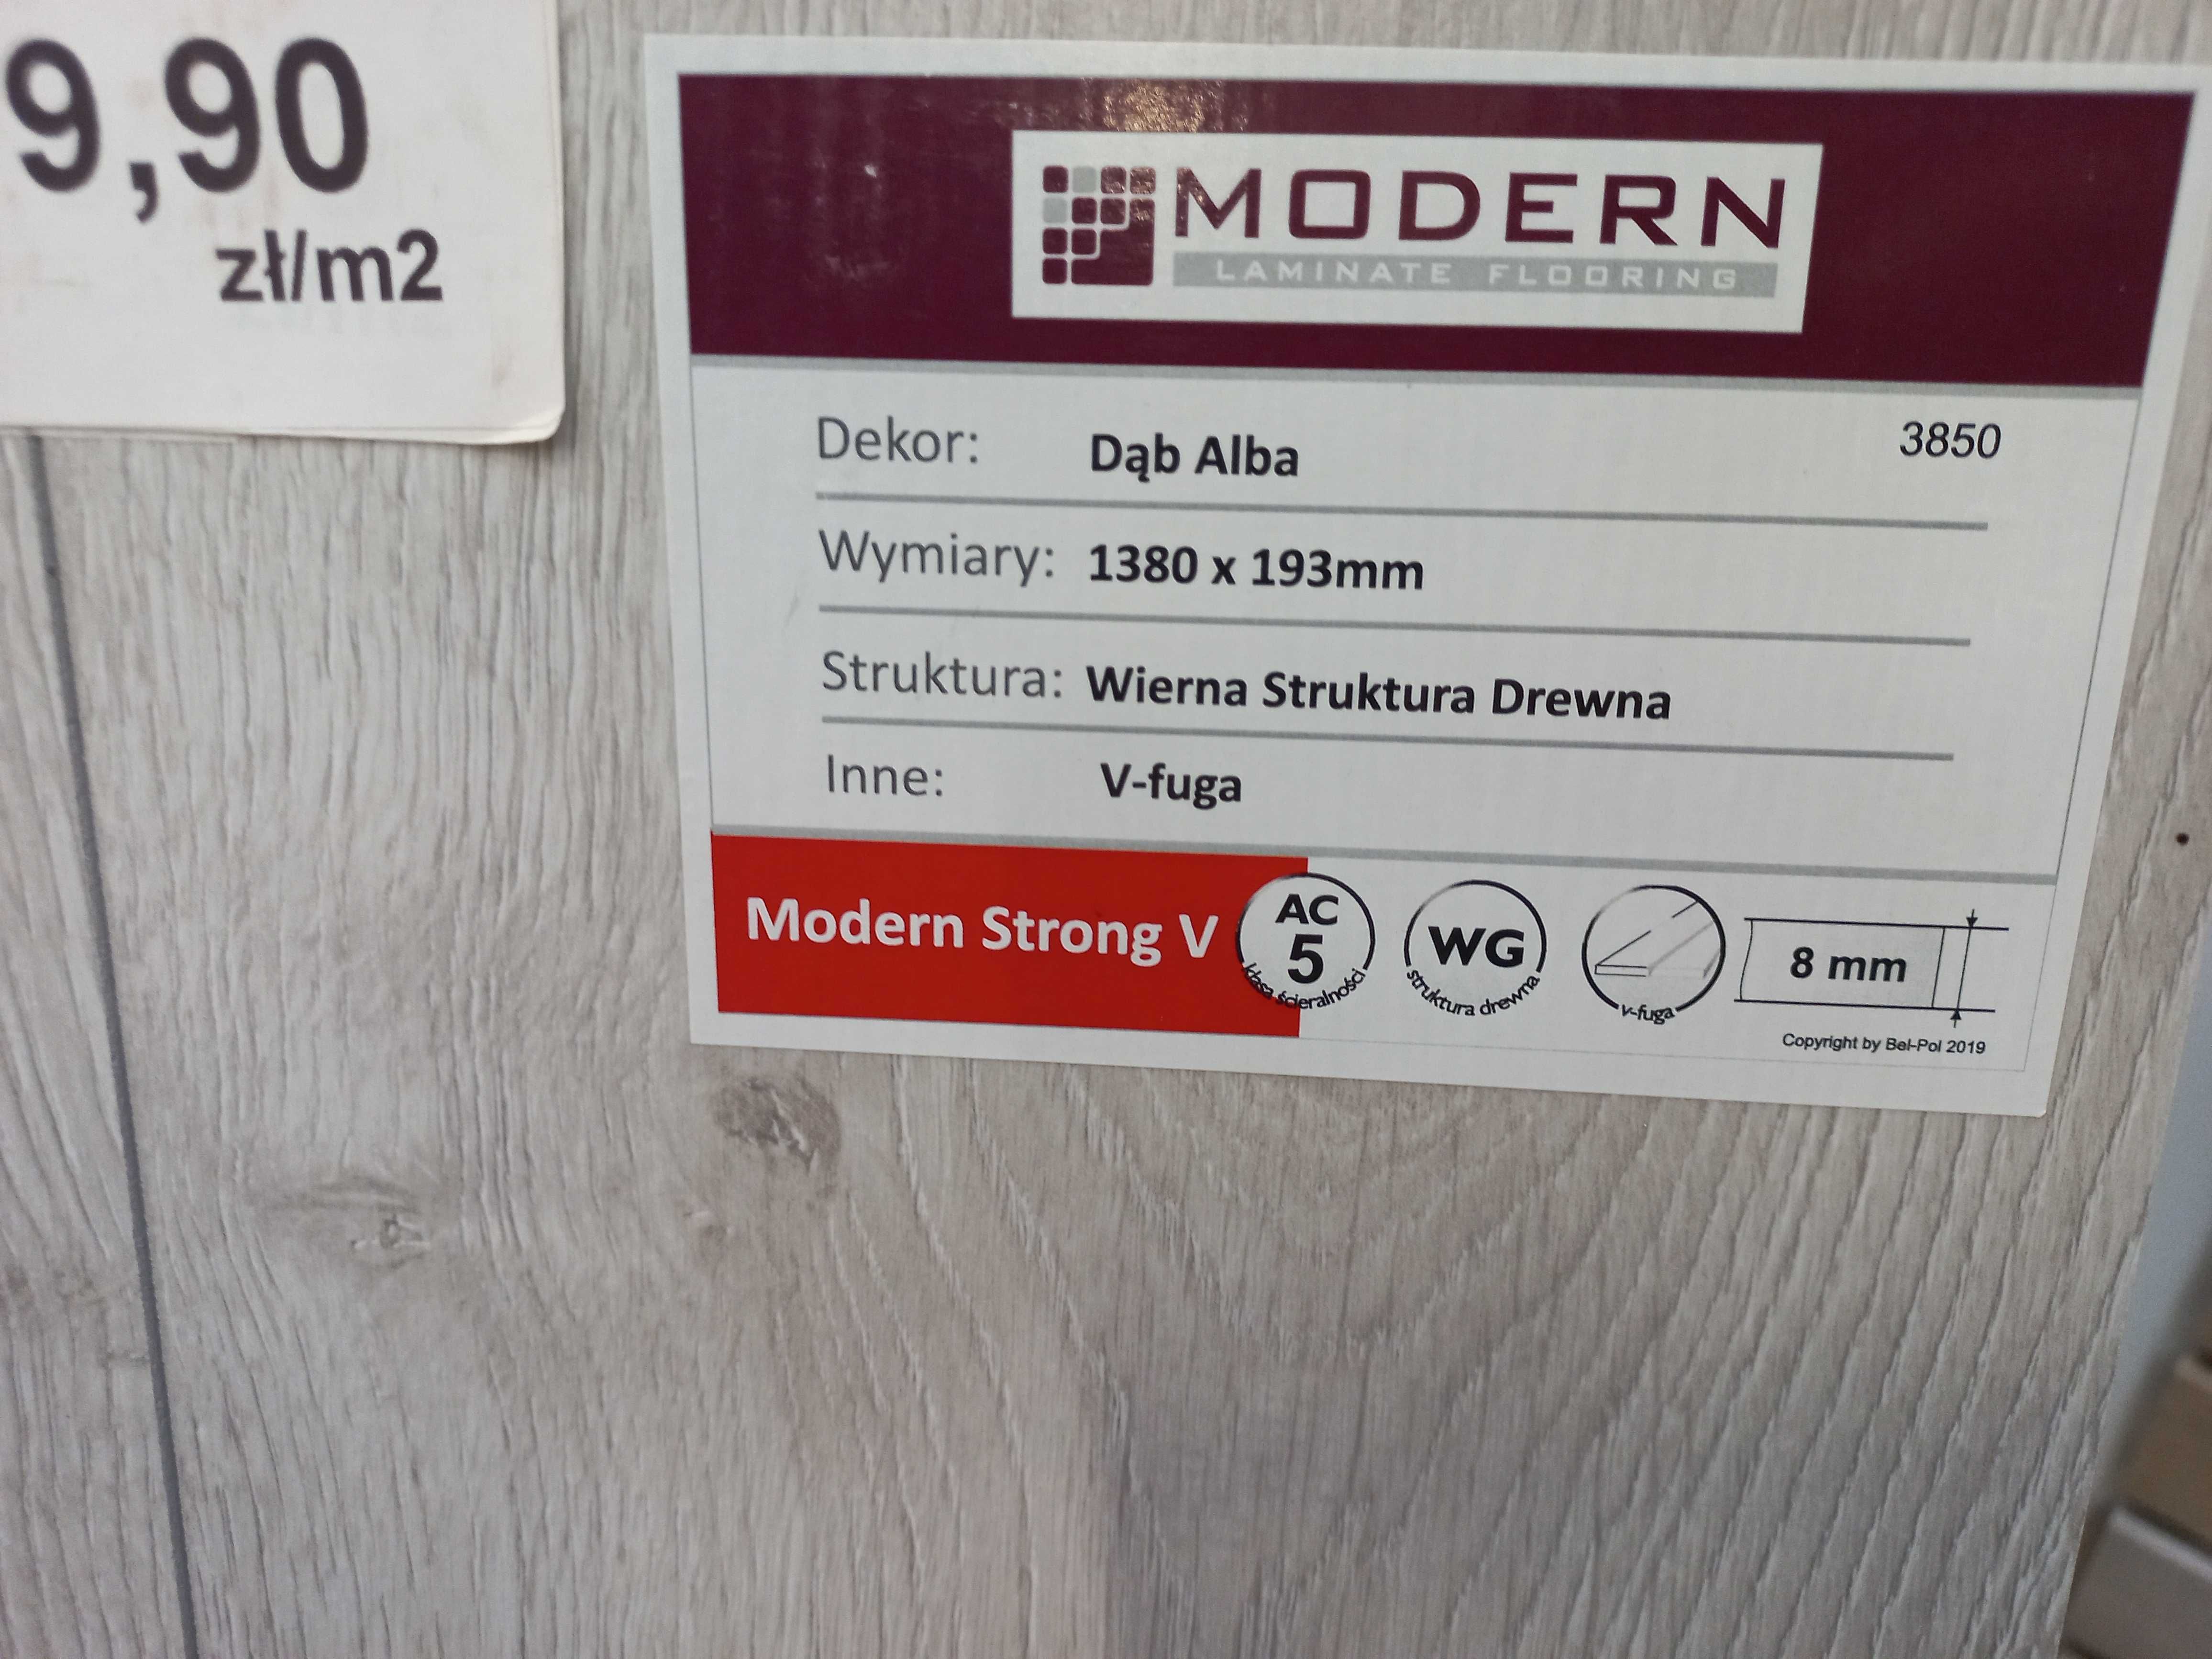 9,90
zł/m2
MODERN
LAMINATE FLOORING
Dekor: Dąb Alba 3850
Wymiary: 1380 x 193mm
Struktura: Wierna Struktura Drewna
Inne: V-fuga
Modern Strong V
AC
5
klasa ścieralności
WG
struktura drewna
v-fuga
8 mm
Copyright by Bel-Pol 2019